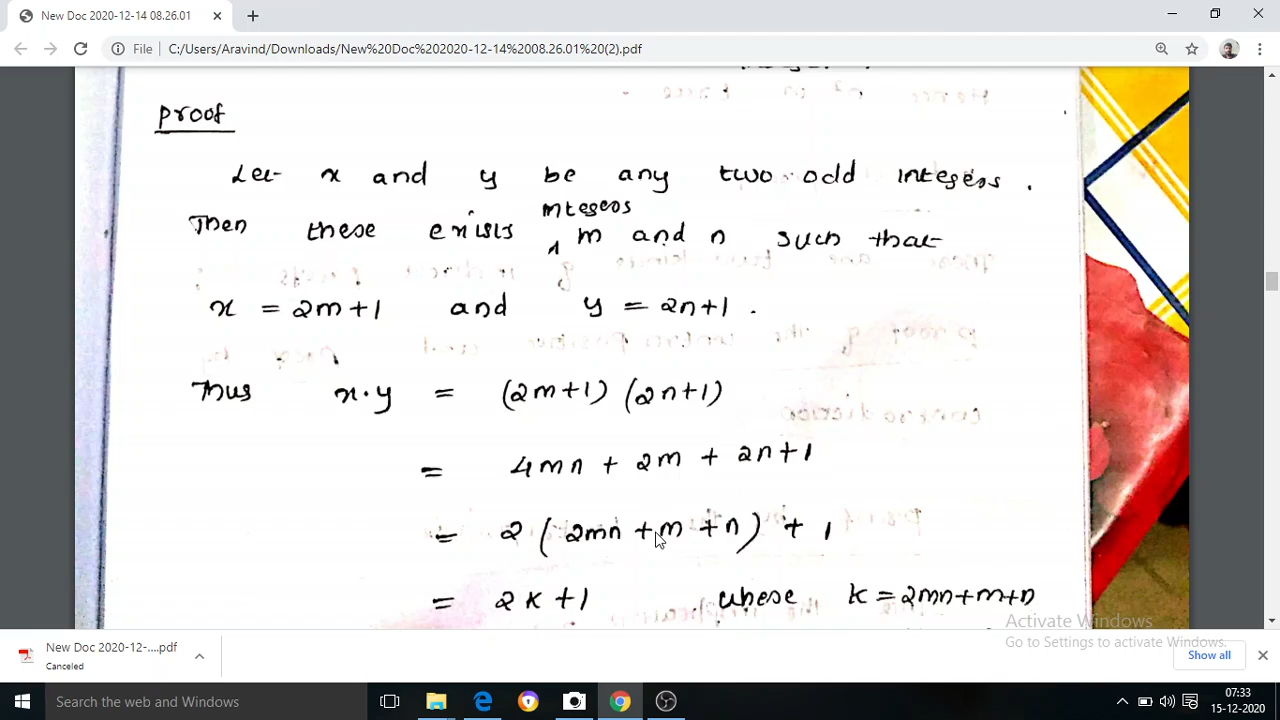 New Doc 2020-12-14 08.26.01
File C:/Users/Aravind/Downloads/New%20Doc%202020-12-14%2008.26.01%20(2).pdf
Proof
Let x and y be any two odd integers .
integers
Then there exists ^ m and n such that
x = 2m+1 and y = 2n+1 .
Thus x·y = (2m+1) (2n+1)
= 4mn + 2m + 2n+1
= 2 ( 2mn +m +n) + 1
= 2k +1 where k = 2mn+m+n
Activate Windows
Go to Settings to activate Windows.
New Doc 2020-12-....pdf
Canceled
Show all
Search the web and Windows
07:33
15-12-2020